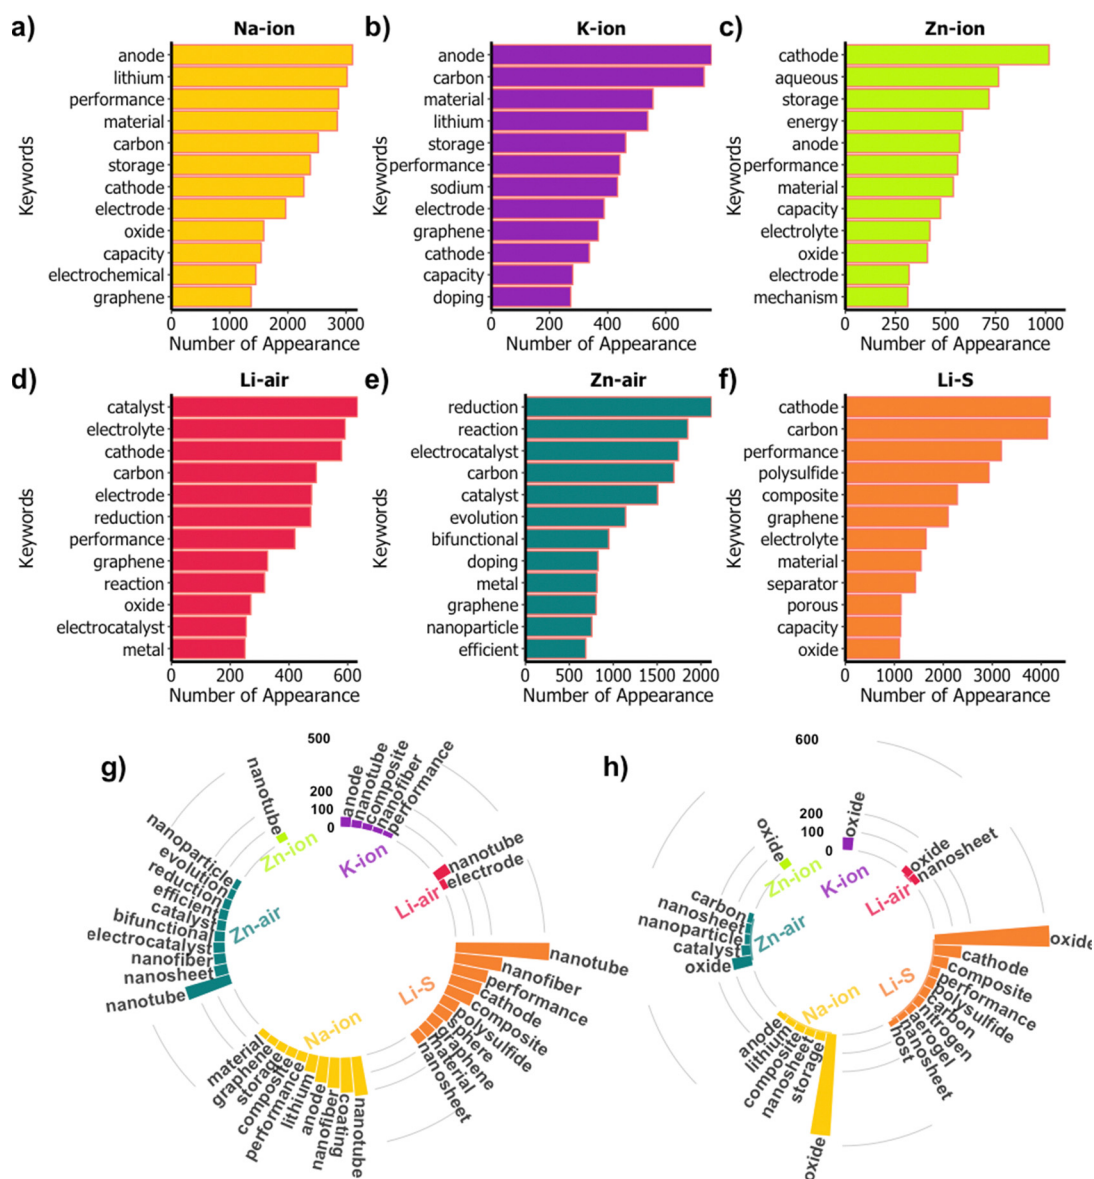 a)
Na-ion
Keywords
anode
lithium
performance
material
carbon
storage
cathode
electrode
oxide
capacity
electrochemical
graphene
0 1000 2000 3000
Number of Appearance
b)
K-ion
Keywords
anode
carbon
material
lithium
storage
performance
sodium
electrode
graphene
cathode
capacity
doping
0 200 400 600
Number of Appearance
c)
Zn-ion
Keywords
cathode
aqueous
storage
energy
anode
performance
material
capacity
electrolyte
oxide
electrode
mechanism
0 250 500 750 1000
Number of Appearance
d)
Li-air
Keywords
catalyst
electrolyte
cathode
carbon
electrode
reduction
performance
graphene
reaction
oxide
electrocatalyst
metal
0 200 400 600
Number of Appearance
e)
Zn-air
Keywords
reduction
reaction
electrocatalyst
carbon
catalyst
evolution
bifunctional
doping
metal
graphene
nanoparticle
efficient
0 500 1000 1500 2000
Number of Appearance
f)
Li-S
Keywords
cathode
carbon
performance
polysulfide
composite
graphene
electrolyte
material
separator
porous
capacity
oxide
0 1000 2000 3000 4000
Number of Appearance
g)
500
200
100
0
K-ion
anode
nanotube
composite
nanofiber
performance
Li-air
nanotube
electrode
Li-S
nanotube
nanofiber
performance
cathode
composite
polysulfide
sphere
graphene
material
nanosheet
Na-ion
nanotube
coating
nanofiber
anode
lithium
performance
composite
storage
graphene
material
Zn-air
nanotube
nanosheet
nanofiber
electrocatalyst
bifunctional
catalyst
efficient
reduction
evolution
nanoparticle
Zn-ion
nanotube
h)
600
200
100
0
K-ion
oxide
Li-air
oxide
nanosheet
Li-S
oxide
cathode
composite
performance
polysulfide
carbon
nitrogen
aerogel
nanosheet
host
Na-ion
oxide
storage
nanosheet
composite
lithium
anode
Zn-air
oxide
catalyst
nanoparticle
nanosheet
carbon
Zn-ion
oxide